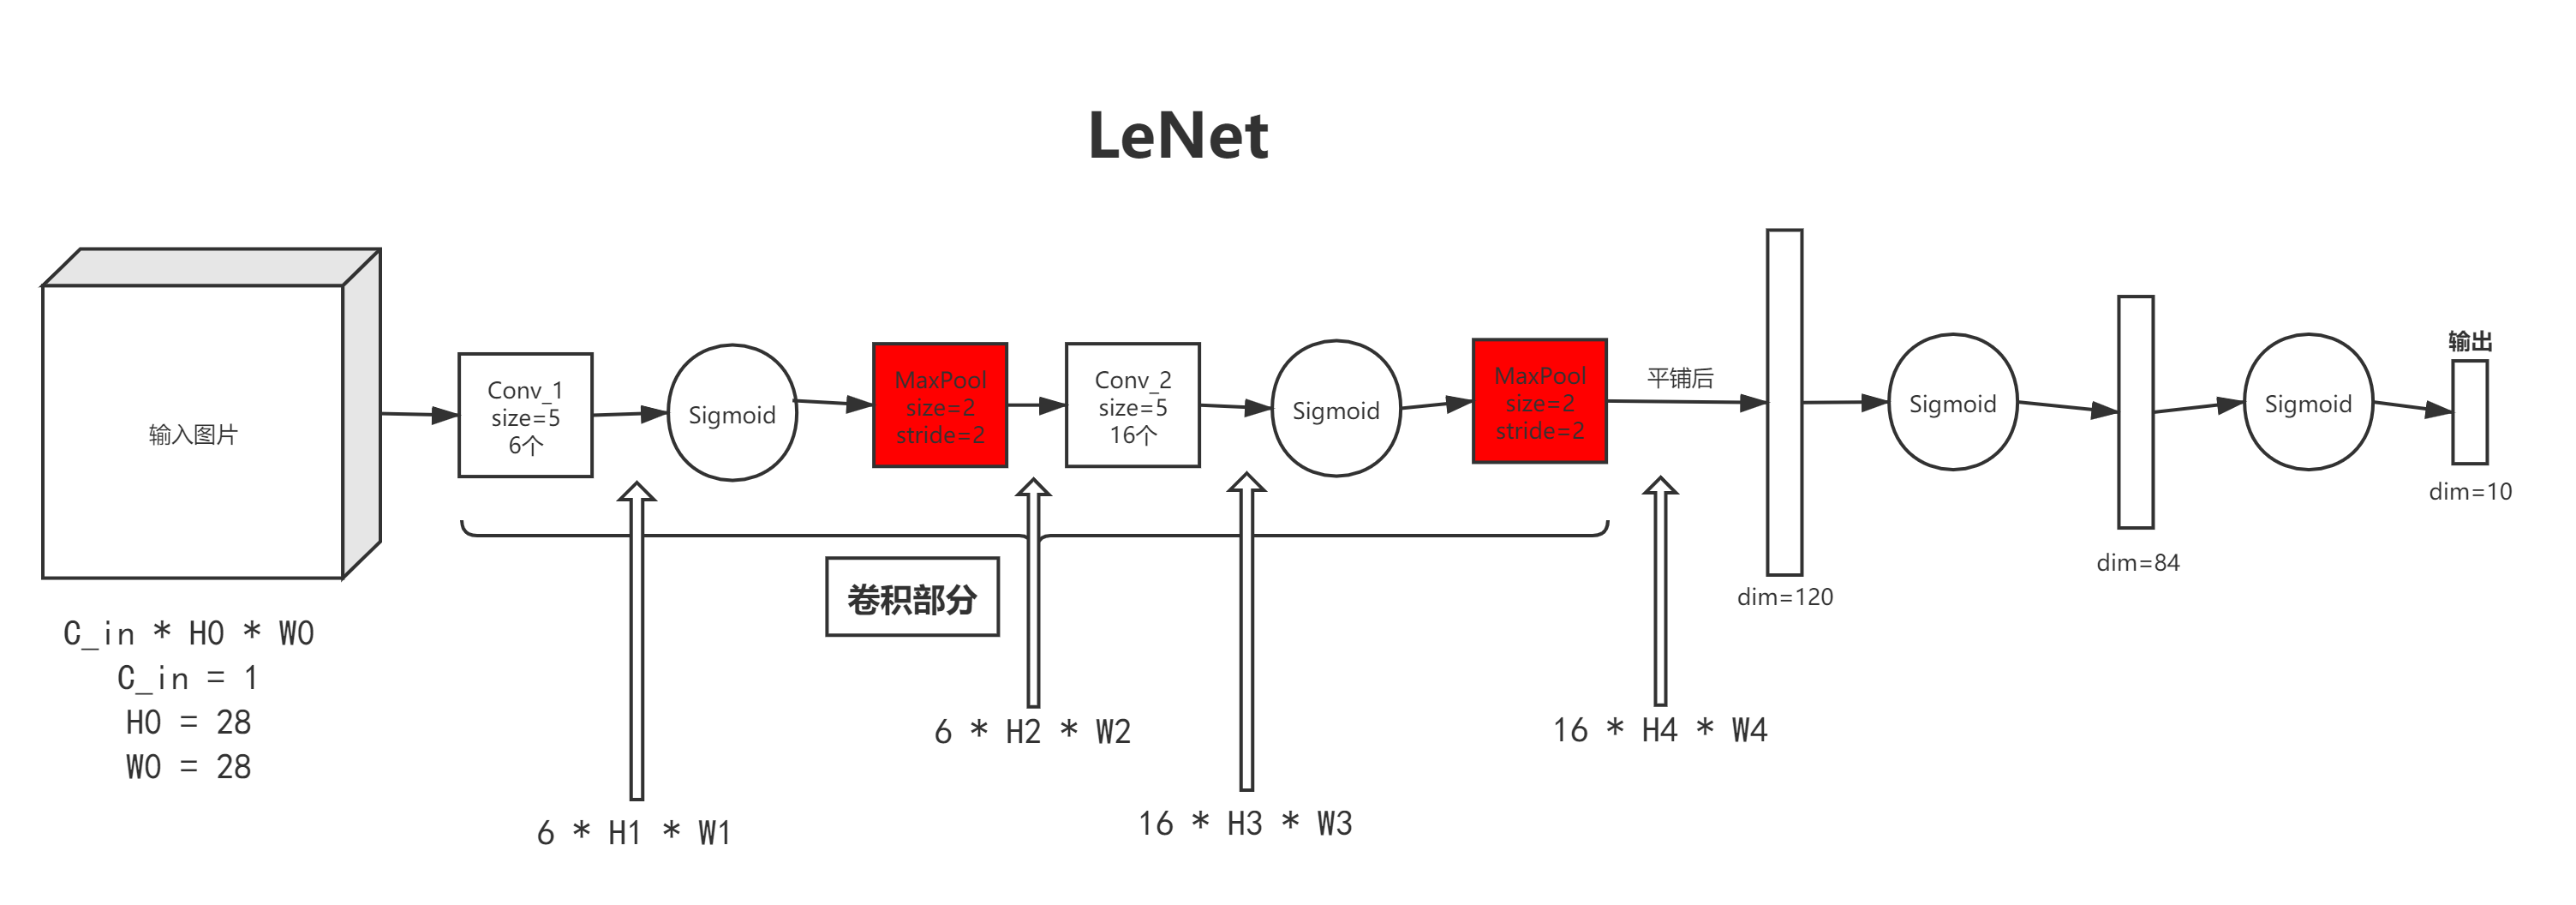 LeNet
输入图片
C_in * H0 * W0
C_in = 1
H0 = 28
W0 = 28
Conv_1
size=5
6个
Sigmoid
MaxPool
size=2
stride=2
Conv_2
size=5
16个
Sigmoid
MaxPool
size=2
stride=2
平铺后
Sigmoid
Sigmoid
输出
dim=10
dim=84
dim=120
卷积部分
6 * H1 * W1
6 * H2 * W2
16 * H3 * W3
16 * H4 * W4